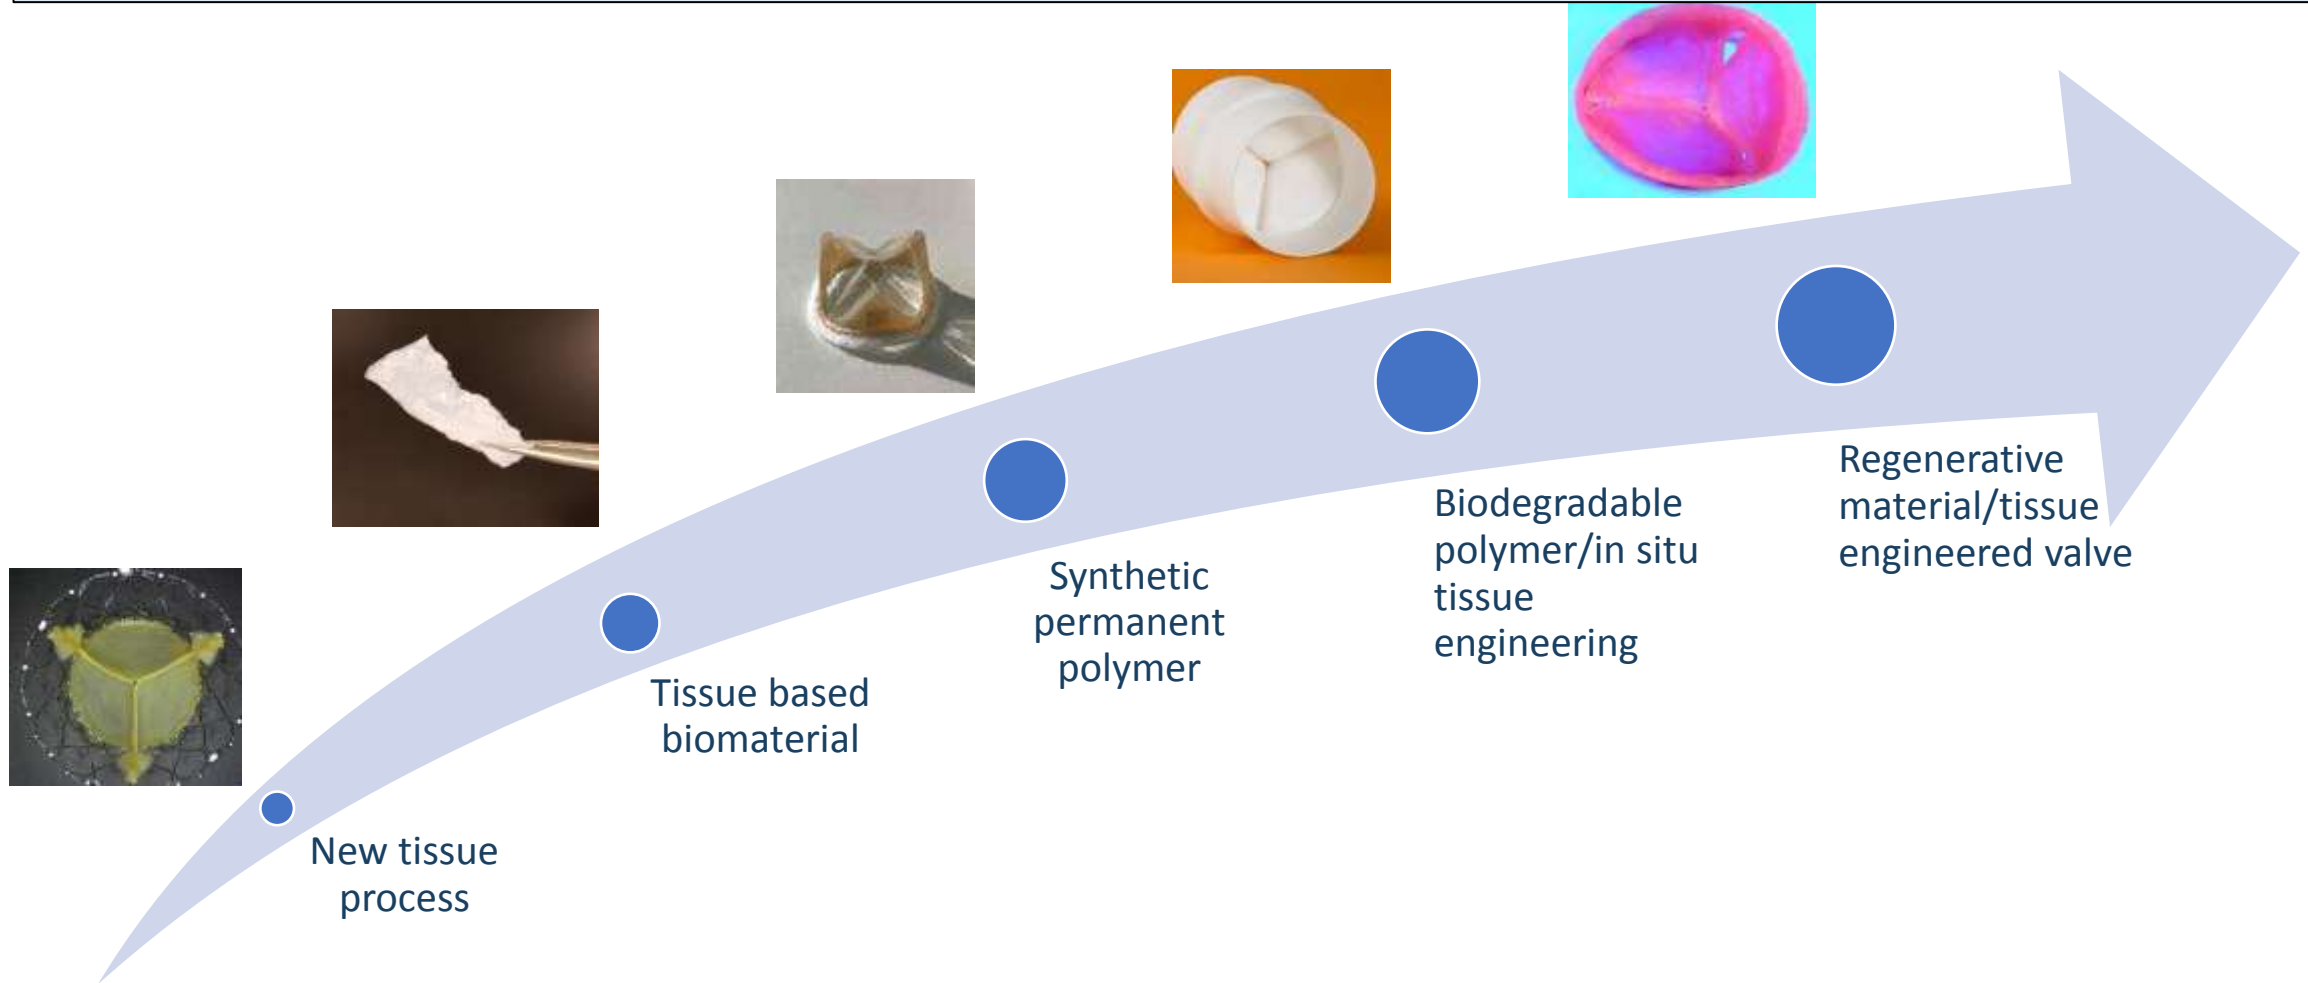 New tissue
process
Tissue based
biomaterial
Synthetic
permanent
polymer
Biodegradable
polymer/in situ
tissue
engineering
Regenerative
material/tissue
engineered valve